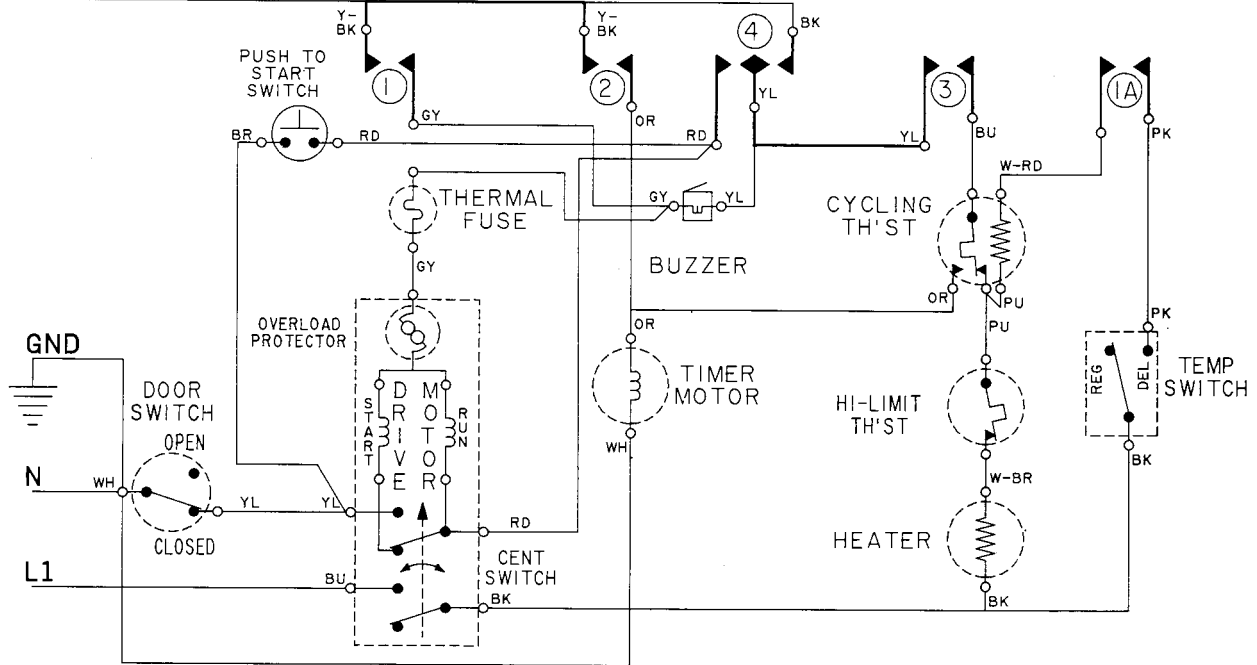 Y-BK
Y-BK
4
BK
PUSH TO START SWITCH
1
2
3
1A
YL
GY
OR
BR
RD
RD
YL
BU
PK
W-RD
THERMAL FUSE
GY
YL
CYCLING TH'ST
BUZZER
GY
OR
PU
PU
OVERLOAD PROTECTOR
OR
PK
GND
TIMER MOTOR
REG
DEL
TEMP SWITCH
DOOR SWITCH
START
DRIVE
MOTOR
RUN
HI-LIMIT TH'ST
OPEN
WH
BK
N
WH
YL
YL
W-BR
CLOSED
RD
HEATER
L1
BU
CENT SWITCH
BK
BK